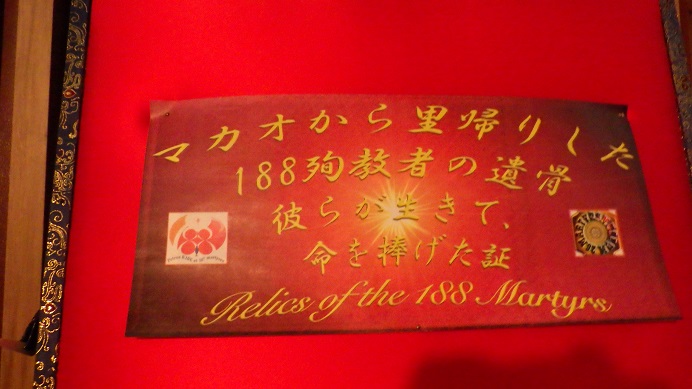 マカオから里帰りした
188殉教者の遺骨
彼らが生きて、
命を捧げた証
Relics of the 188 Martyrs